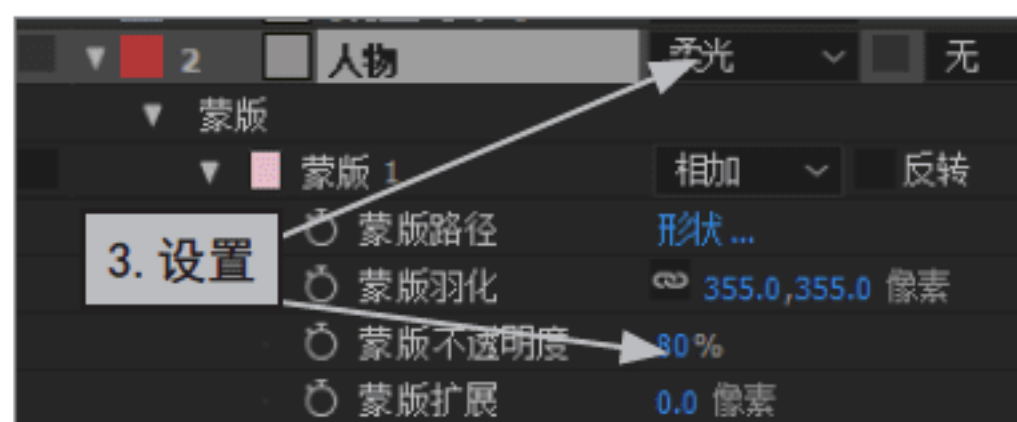 2 人物 柔光 无
蒙版
蒙版 1 相加 反转
蒙版路径 形状...
3. 设置
蒙版羽化 355.0,355.0 像素
蒙版不透明度 80%
蒙版扩展 0.0 像素